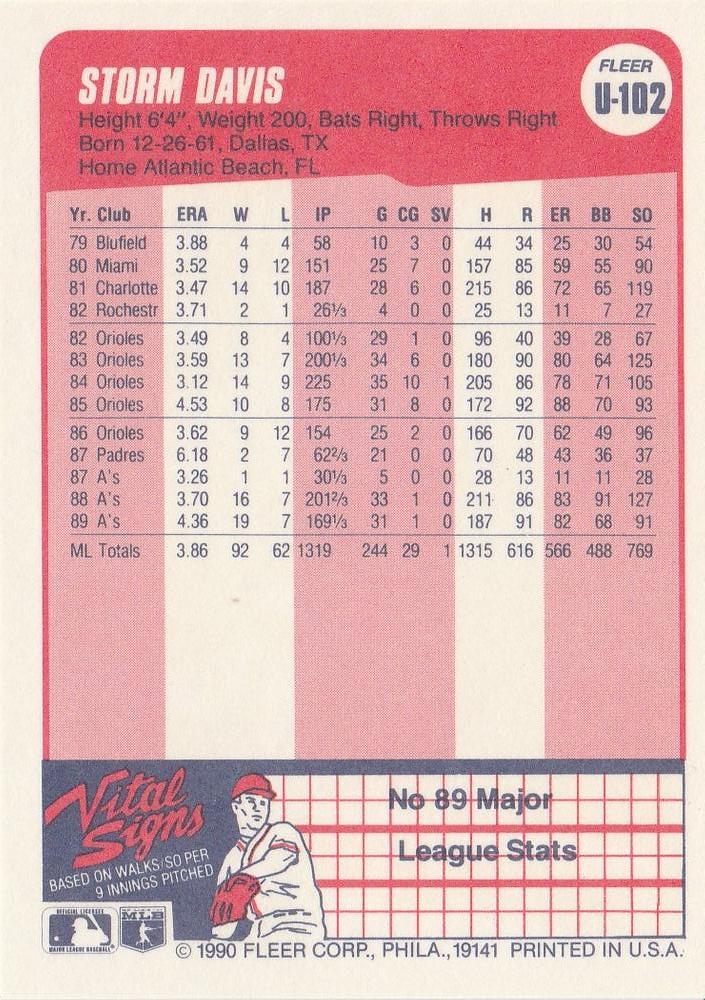 STORM DAVIS
FLEER
U-102
Height 6'4", Weight 200, Bats Right, Throws Right
Born 12-26-61, Dallas, TX
Home Atlantic Beach, FL
Yr. Club ERA W L IP G CG SV H R ER BB SO
79 Blufield 3.88 4 4 58 10 3 0 44 34 25 30 54
80 Miami 3.52 9 12 151 25 7 0 157 85 59 55 90
81 Charlotte 3.47 14 10 187 28 6 0 215 86 72 65 119
82 Rochestr 3.71 2 1 26⅓ 4 0 0 25 13 11 7 27
82 Orioles 3.49 8 4 100⅓ 29 1 0 96 40 39 28 67
83 Orioles 3.59 13 7 200⅓ 34 6 0 180 90 80 64 125
84 Orioles 3.12 14 9 225 35 10 1 205 86 78 71 105
85 Orioles 4.53 10 8 175 31 8 0 172 92 88 70 93
86 Orioles 3.62 9 12 154 25 2 0 166 70 62 49 96
87 Padres 6.18 2 7 62⅔ 21 0 0 70 48 43 36 37
87 A's 3.26 1 1 30⅓ 5 0 0 28 13 11 11 28
88 A's 3.70 16 7 201⅔ 33 1 0 211 86 83 91 127
89 A's 4.36 19 7 169⅓ 31 1 0 187 91 82 68 91
ML Totals 3.86 92 62 1319 244 29 1 1315 616 566 488 769
Vital
Signs
BASED ON WALKS/SO PER
9 INNINGS PITCHED
No 89 Major
League Stats
OFFICIAL LICENSEE
MAJOR LEAGUE BASEBALL
MLB
© 1990 FLEER CORP., PHILA., 19141 PRINTED IN U.S.A.